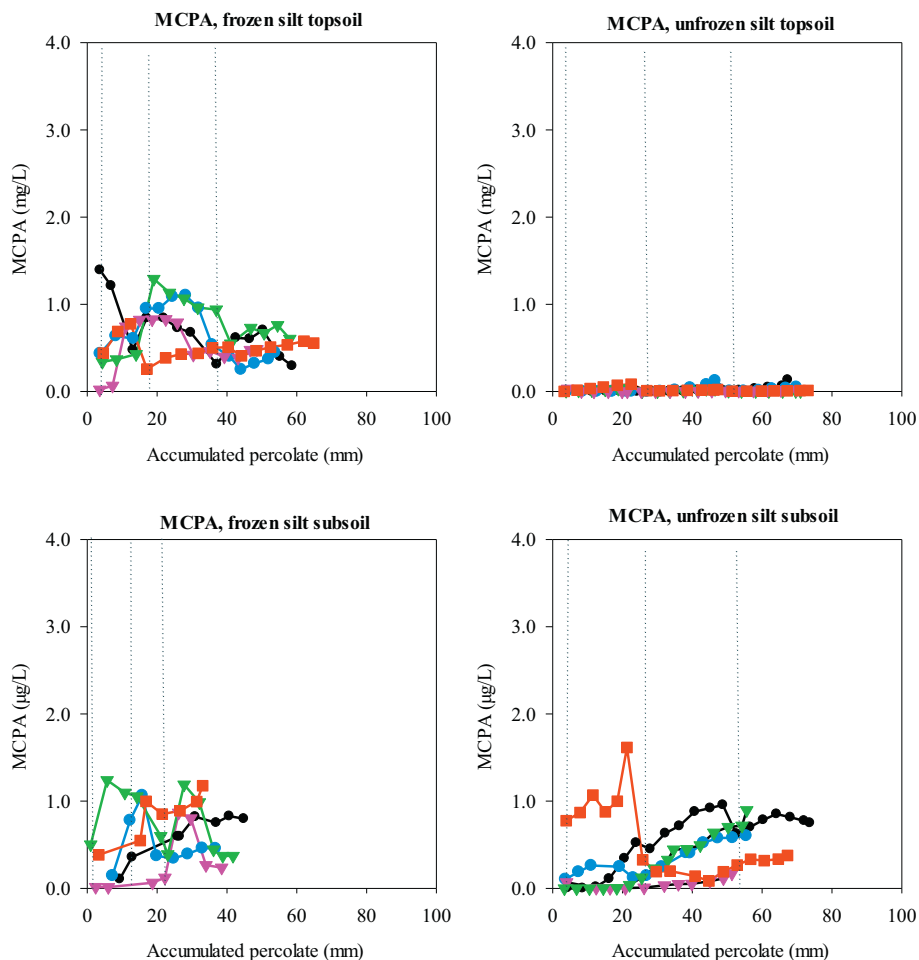 MCPA, frozen silt topsoil
4.0
3.0
2.0
1.0
0.0
MCPA (mg/L)
0 20 40 60 80 100
Accumulated percolate (mm)
MCPA, unfrozen silt topsoil
4.0
3.0
2.0
1.0
0.0
MCPA (mg/L)
0 20 40 60 80 100
Accumulated percolate (mm)
MCPA, frozen silt subsoil
4.0
3.0
2.0
1.0
0.0
MCPA (µg/L)
0 20 40 60 80 100
Accumulated percolate (mm)
MCPA, unfrozen silt subsoil
4.0
3.0
2.0
1.0
0.0
MCPA (µg/L)
0 20 40 60 80 100
Accumulated percolate (mm)